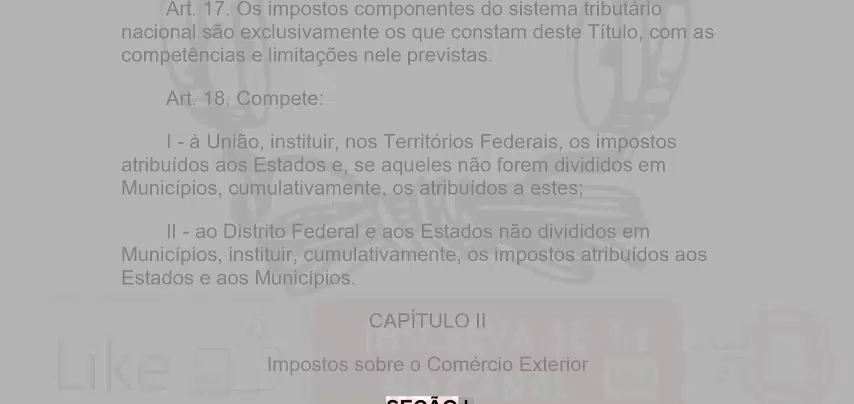 Art. 17. Os impostos componentes do sistema tributário
nacional são exclusivamente os que constam deste Título, com as
competências e limitações nele previstas.
Art. 18. Compete:
I - à União, instituir, nos Territórios Federais, os impostos
atribuídos aos Estados e, se aqueles não forem divididos em
Municípios, cumulativamente, os atribuídos a estes;
II - ao Distrito Federal e aos Estados não divididos em
Municípios, instituir, cumulativamente, os impostos atribuídos aos
Estados e aos Municípios.
CAPÍTULO II
Impostos sobre o Comércio Exterior
Like
SEÇÃO I